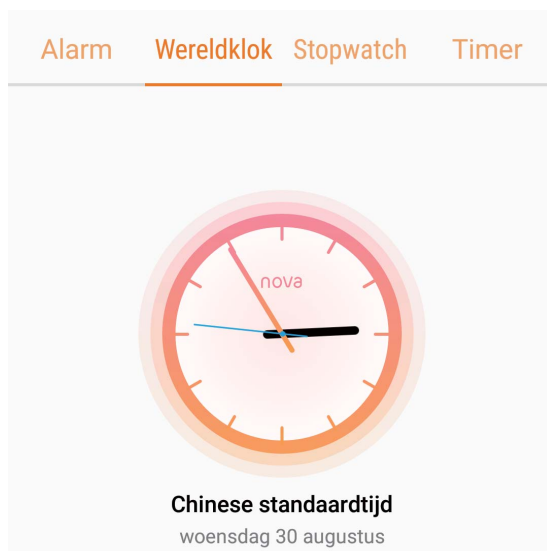 Alarm Wereldklok Stopwatch Timer
nova
Chinese standaardtijd
woensdag 30 augustus